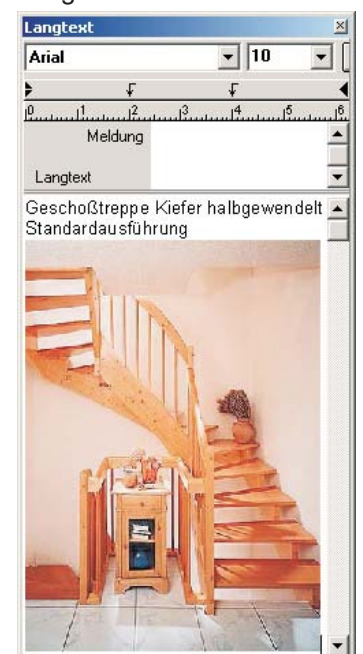 Langtext
Arial 10
0 1 2 3 4 5 6
Meldung
Langtext
Geschoßtreppe Kiefer halbgewendelt
Standardausführung